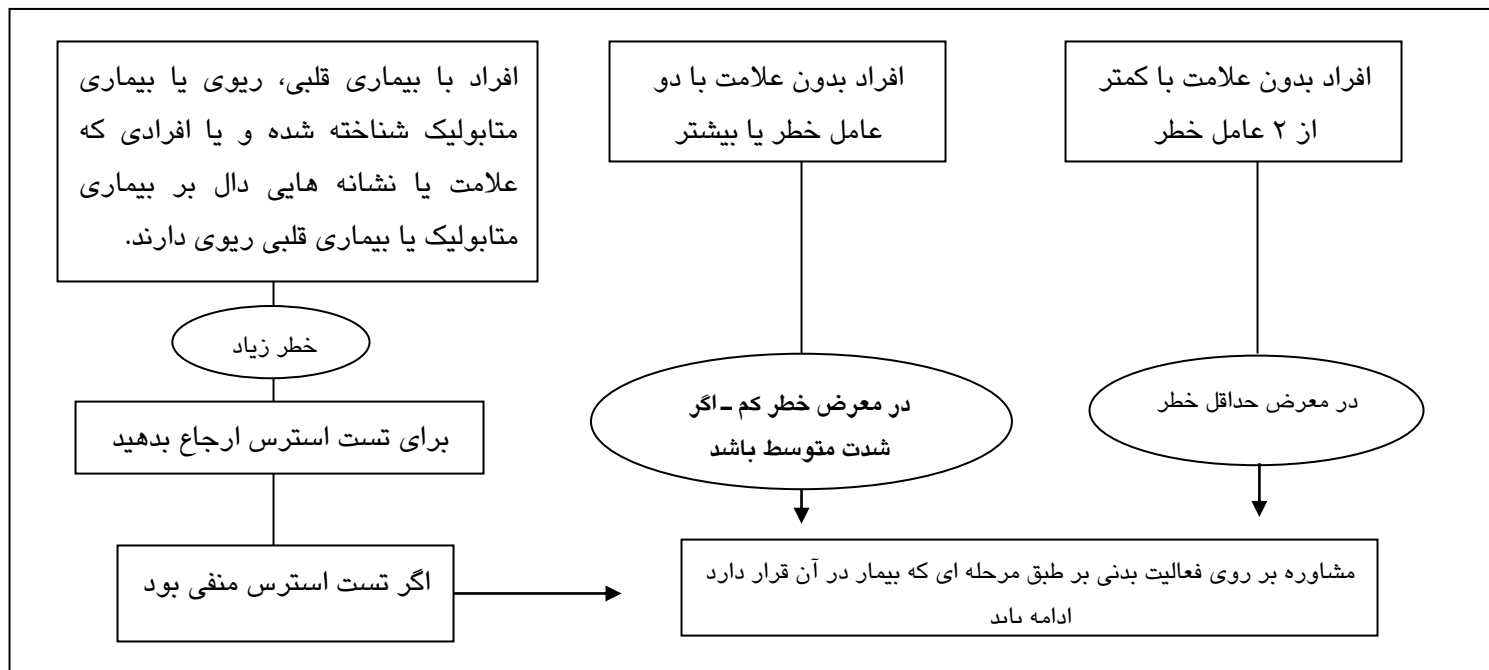 افراد بدون علامت با کمتر
از ۲ عامل خطر
افراد بدون علامت با دو
عامل خطر یا بیشتر
افراد با بیماری قلبی، ریوی یا بیماری
متابولیک شناخته شده و یا افرادی که
علامت یا نشانه هایی دال بر بیماری
متابولیک یا بیماری قلبی ریوی دارند.
در معرض حداقل خطر
در معرض خطر کم – اگر
شدت متوسط باشد
خطر زیاد
برای تست استرس ارجاع بدهید
اگر تست استرس منفی بود
مشاوره بر روی فعالیت بدنی بر طبق مرحله ای که بیمار در آن قرار دارد
ادامه یابد